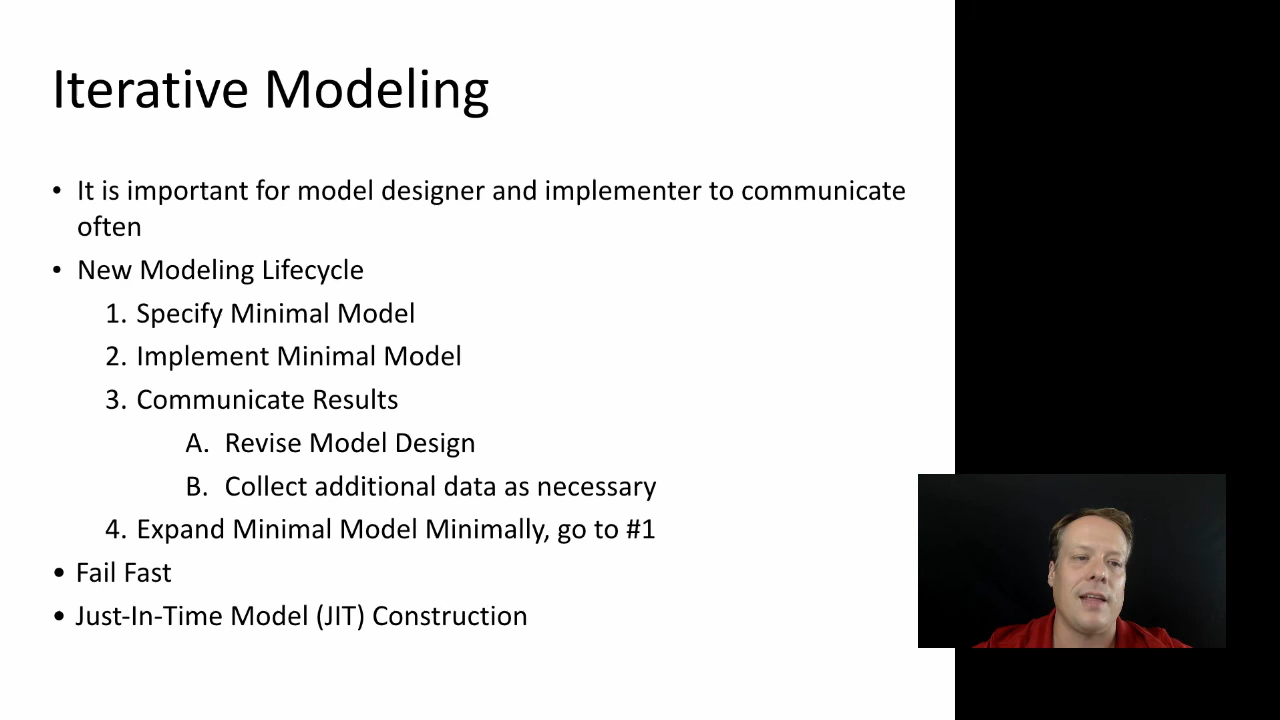 Iterative Modeling
• It is important for model designer and implementer to communicate
often
• New Modeling Lifecycle
1. Specify Minimal Model
2. Implement Minimal Model
3. Communicate Results
A. Revise Model Design
B. Collect additional data as necessary
4. Expand Minimal Model Minimally, go to #1
• Fail Fast
• Just-In-Time Model (JIT) Construction